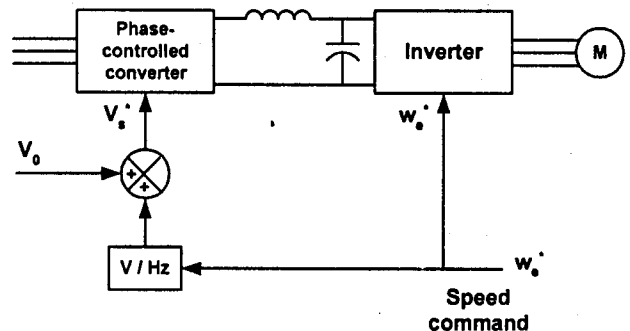 Phase-
controlled
converter
Inverter
M
V_s*
w_e*
V_0
+
+
V / Hz
w_e*
Speed
command